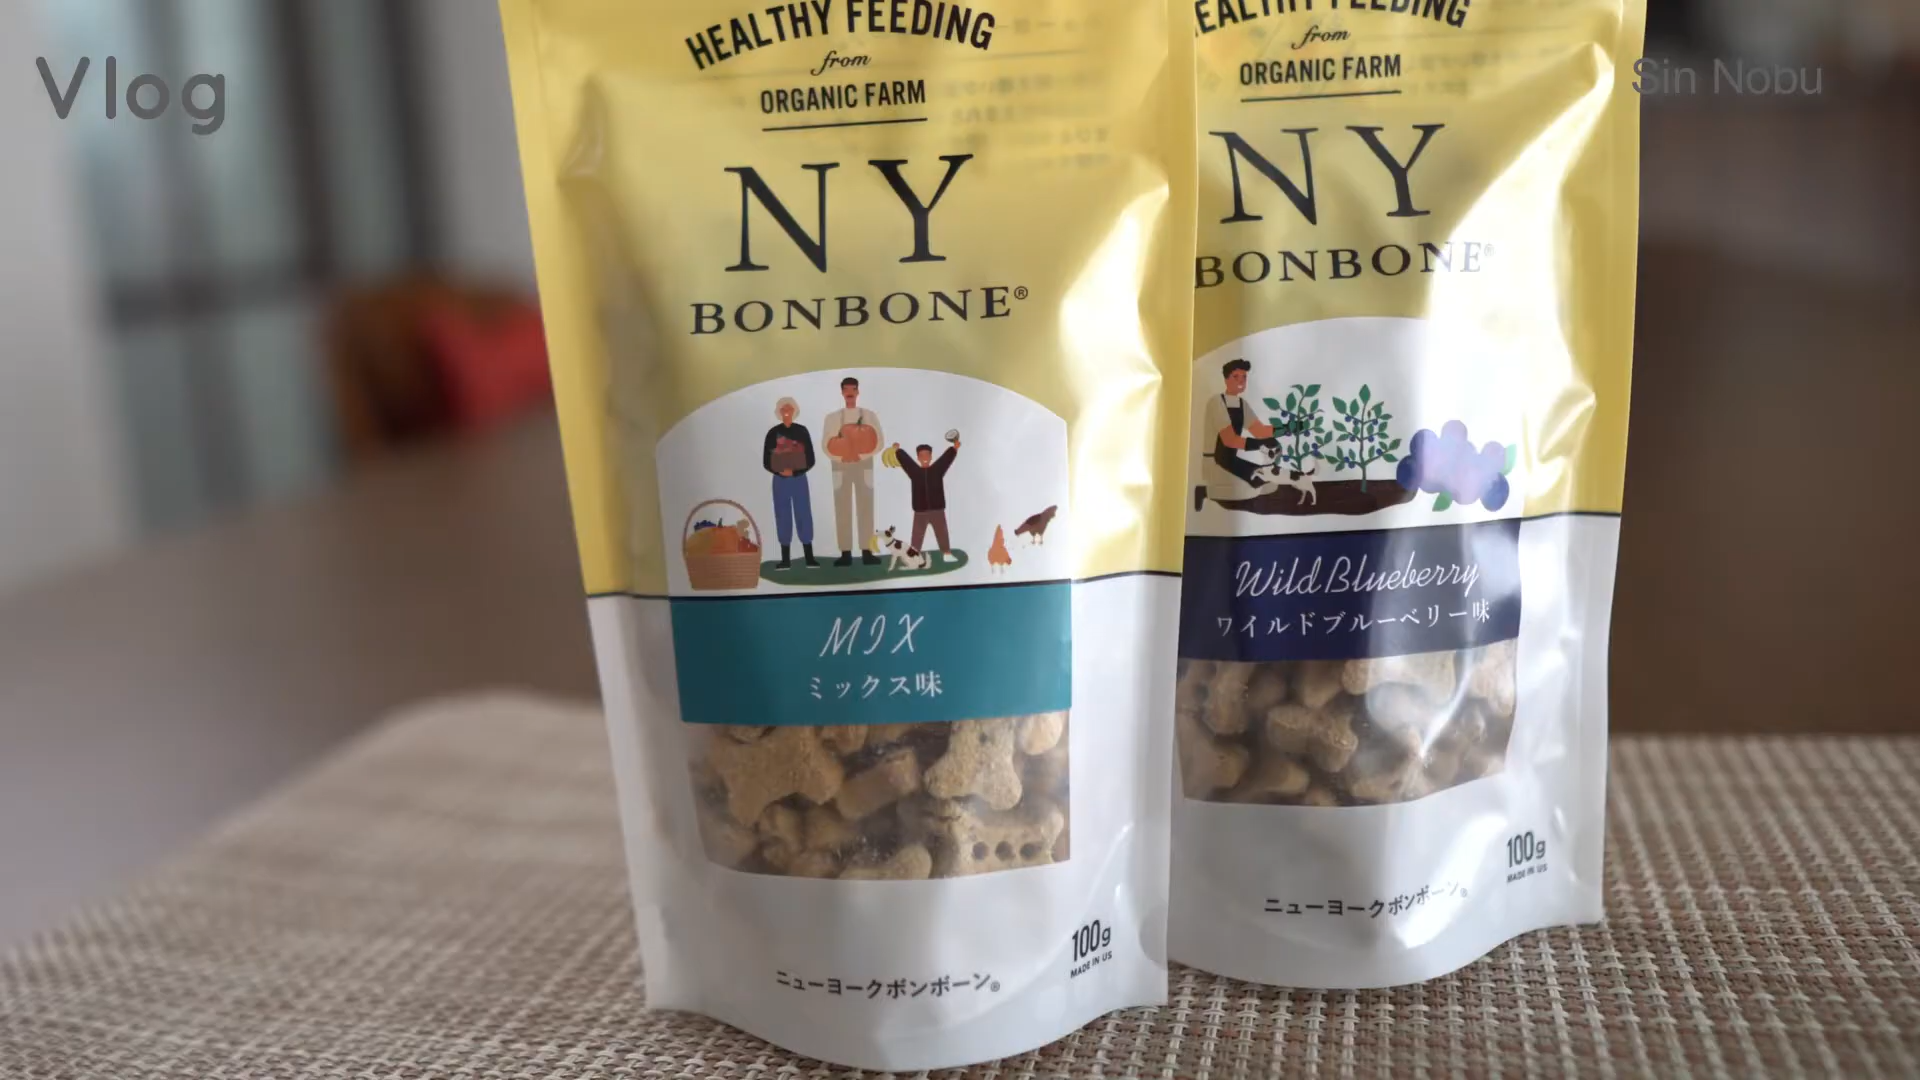 Vlog
Sin Nobu
HEALTHY FEEDING
from
ORGANIC FARM
NY
BONBONE®
MIX
ミックス味
100g
MADE IN US
ニューヨークボンボーン®
EALTHY FEEDING
from
ORGANIC FARM
NY
BONBONE®
Wild Blueberry
ワイルドブルーベリー味
100g
MADE IN US
ニューヨークボンボーン®